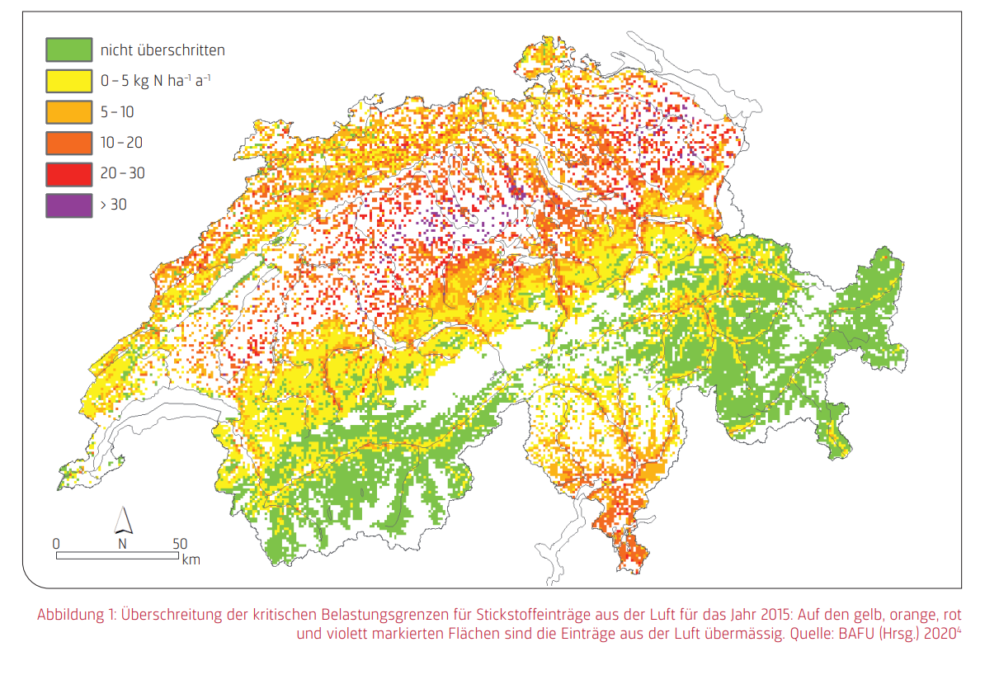 nicht überschritten
0–5 kg N ha⁻¹ a⁻¹
5–10
10–20
20–30
> 30
0 N 50
km
Abbildung 1: Überschreitung der kritischen Belastungsgrenzen für Stickstoffeinträge aus der Luft für das Jahr 2015: Auf den gelb, orange, rot
und violett markierten Flächen sind die Einträge aus der Luft übermässig. Quelle: BAFU (Hrsg.) 2020⁴